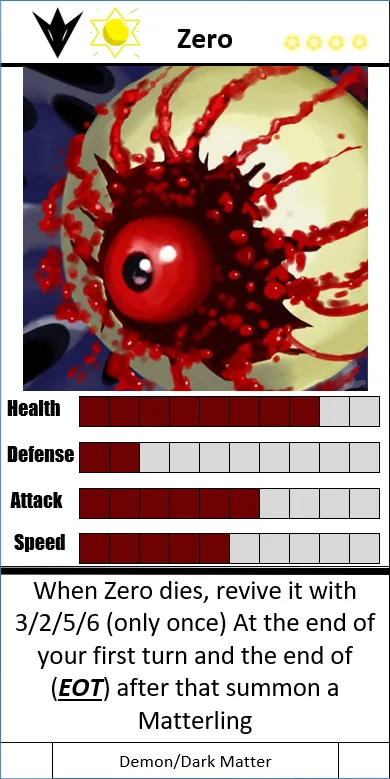 Zero
Health
Defense
Attack
Speed
When Zero dies, revive it with
3/2/5/6 (only once) At the end of
your first turn and the end of
(EOT) after that summon a
Matterling
Demon/Dark Matter